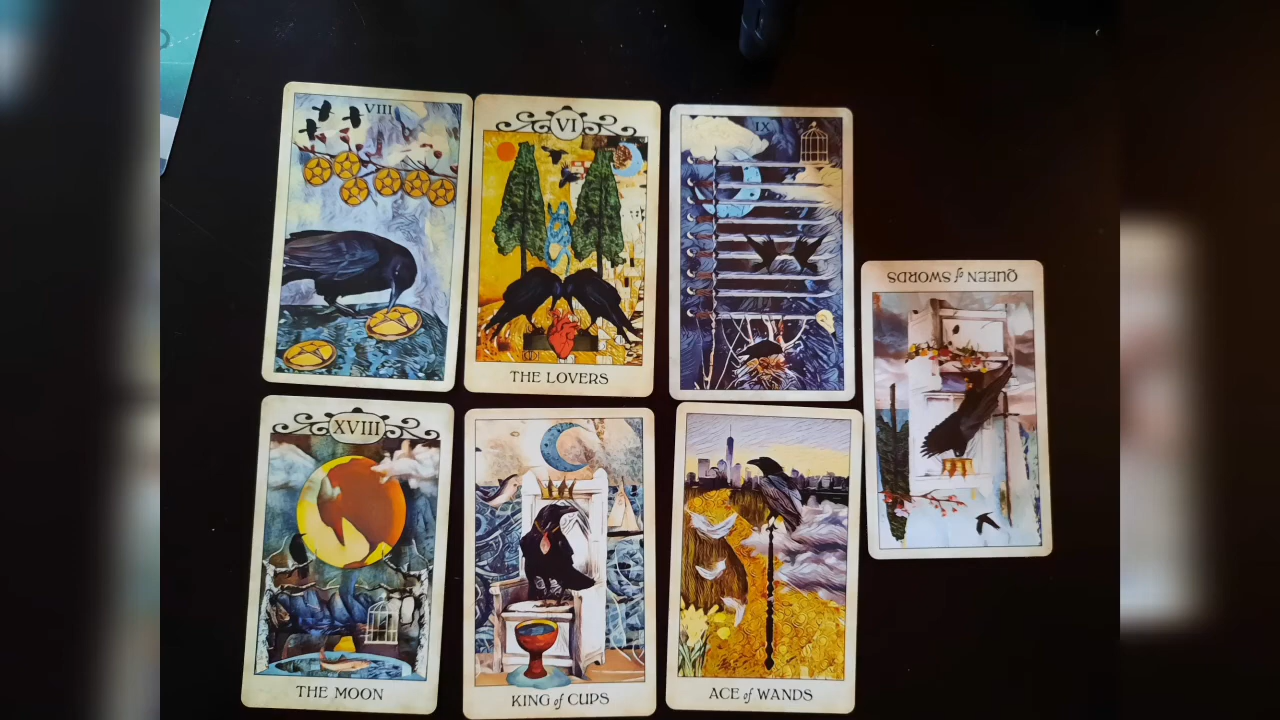 VIII
VI
THE LOVERS
IX
QUEEN of SWORDS
XVIII
THE MOON
KING of CUPS
ACE of WANDS